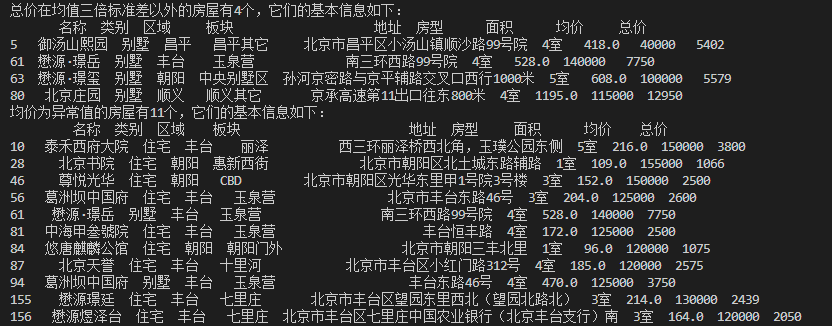 总价在均值三倍标准差以外的房屋有4个，它们的基本信息如下：
名称 类别 区域 板块 地址 房型 面积 均价 总价
5 御汤山熙园 别墅 昌平 昌平其它 北京市昌平区小汤山镇顺沙路99号院 4室 418.0 40000 5402
61 懋源·璟岳 别墅 丰台 玉泉营 南三环西路99号院 4室 528.0 140000 7750
63 懋源·璟玺 别墅 朝阳 中央别墅区 孙河京密路与京平辅路交叉口西行1000米 5室 608.0 100000 5579
80 北京庄园 别墅 顺义 顺义其它 京承高速第11出口往东800米 4室 1195.0 115000 12950
均价为异常值的房屋有11个，它们的基本信息如下：
名称 类别 区域 板块 地址 房型 面积 均价 总价
10 泰禾西府大院 住宅 丰台 丽泽 西三环丽泽桥西北角，玉璞公园东侧 5室 216.0 150000 3800
28 北京书院 住宅 朝阳 惠新西街 北京市朝阳区北土城东路辅路 1室 109.0 155000 1066
46 尊悦光华 住宅 朝阳 CBD 北京市朝阳区光华东里甲1号院3号楼 3室 152.0 150000 2500
56 葛洲坝中国府 住宅 丰台 玉泉营 丰台东路46号 3室 204.0 125000 2600
61 懋源·璟岳 别墅 丰台 玉泉营 南三环西路99号院 4室 528.0 140000 7750
81 中海甲叁號院 住宅 丰台 玉泉营 丰台恒丰路 4室 172.0 125000 2500
84 悠唐麒麟公馆 住宅 朝阳 朝阳门外 北京市朝阳三丰北里 1室 96.0 120000 1075
87 北京天誉 住宅 丰台 十里河 北京市丰台区小红门路312号 4室 185.0 120000 2575
94 葛洲坝中国府 别墅 丰台 玉泉营 丰台东路46号 4室 470.0 125000 3750
155 懋源璟廷 住宅 丰台 七里庄 北京市丰台区望园东里西北（望园北路北） 3室 214.0 130000 2439
156 懋源煜泽台 住宅 丰台 七里庄 北京市丰台区七里庄中国农业银行（北京丰台支行）南 3室 164.0 120000 2050